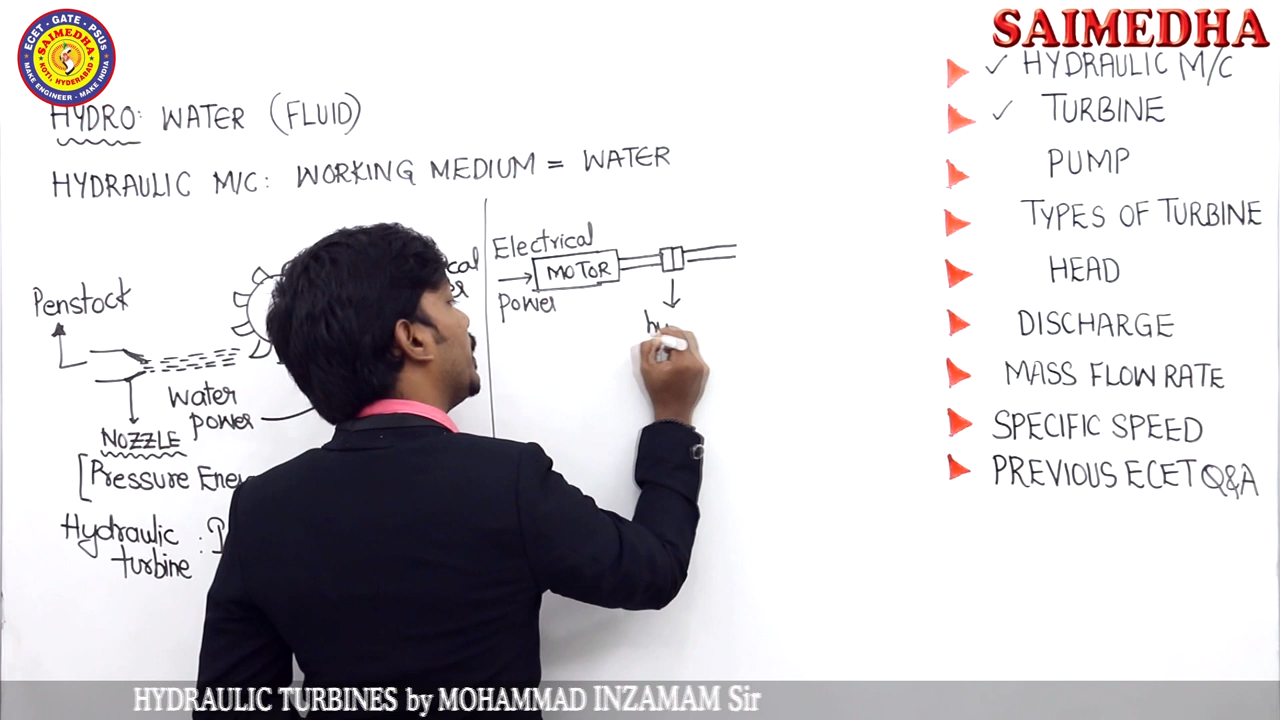 ECET - GATE - PSUs
SAIMEDHA
KOTI, HYDERABAD
MAKE ENGINEER - MAKE INDIA
SAIMEDHA
HYDRO: WATER (FLUID)
HYDRAULIC M/C: WORKING MEDIUM = WATER
Penstock
Water
power
NOZZLE
[Pressure
Hydraulic :
turbine
Electrical
power
MOTOR
✓ HYDRAULIC M/C
✓ TURBINE
PUMP
TYPES OF TURBINE
HEAD
DISCHARGE
MASS FLOW RATE
SPECIFIC SPEED
PREVIOUS ECET Q&A
HYDRAULIC TURBINES by MOHAMMAD INZAMAM Sir